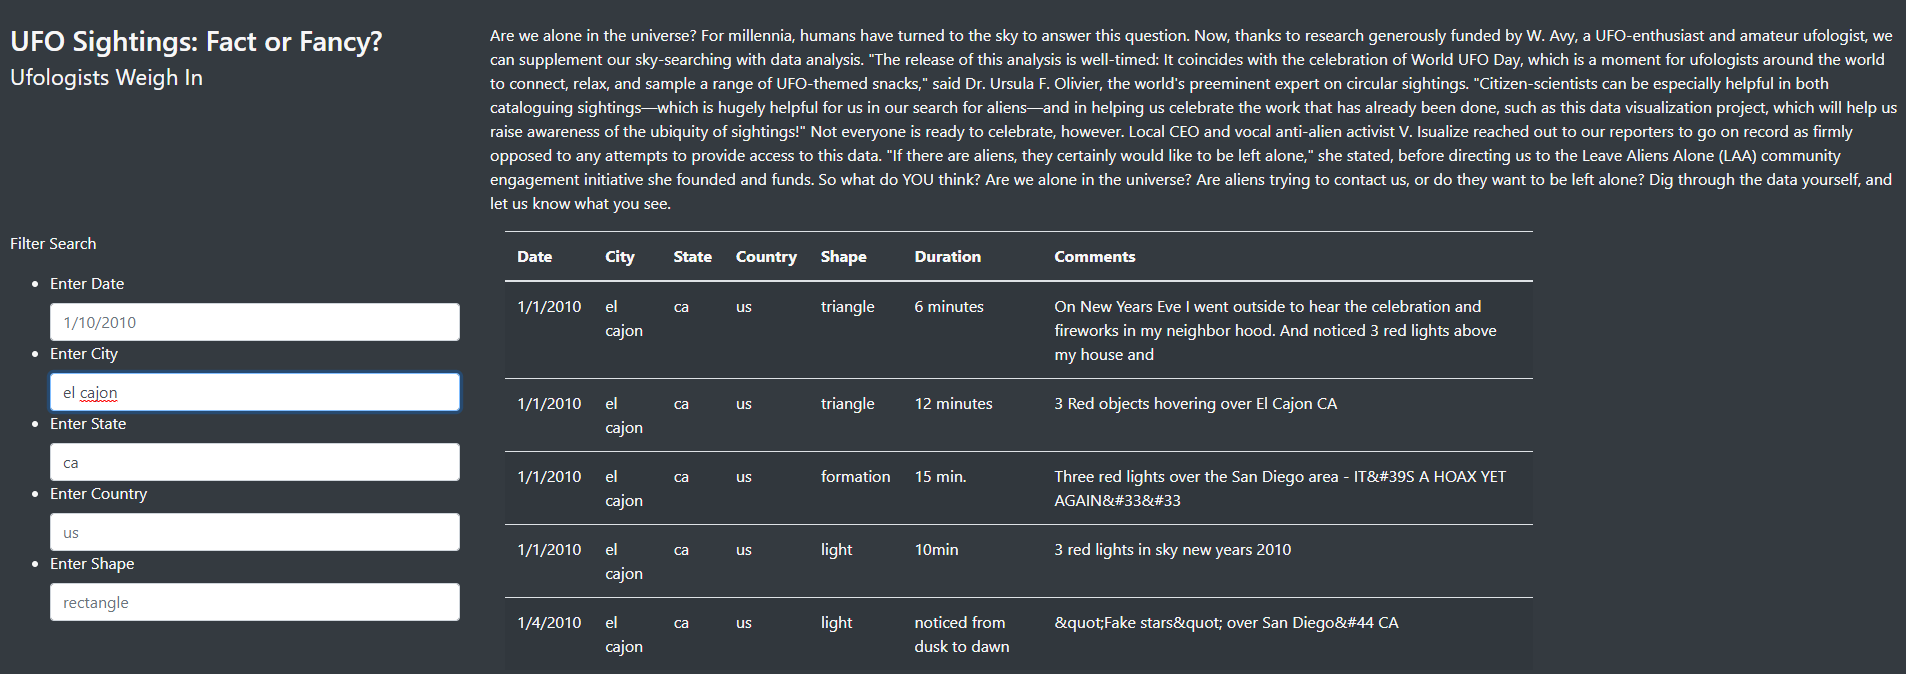 UFO Sightings: Fact or Fancy?
Ufologists Weigh In
Are we alone in the universe? For millennia, humans have turned to the sky to answer this question. Now, thanks to research generously funded by W. Avy, a UFO-enthusiast and amateur ufologist, we
can supplement our sky-searching with data analysis. "The release of this analysis is well-timed: It coincides with the celebration of World UFO Day, which is a moment for ufologists around the world
to connect, relax, and sample a range of UFO-themed snacks," said Dr. Ursula F. Olivier, the world's preeminent expert on circular sightings. "Citizen-scientists can be especially helpful in both
cataloguing sightings—which is hugely helpful for us in our search for aliens—and in helping us celebrate the work that has already been done, such as this data visualization project, which will help us
raise awareness of the ubiquity of sightings!" Not everyone is ready to celebrate, however. Local CEO and vocal anti-alien activist V. Isualize reached out to our reporters to go on record as firmly
opposed to any attempts to provide access to this data. "If there are aliens, they certainly would like to be left alone," she stated, before directing us to the Leave Aliens Alone (LAA) community
engagement initiative she founded and funds. So what do YOU think? Are we alone in the universe? Are aliens trying to contact us, or do they want to be left alone? Dig through the data yourself, and
let us know what you see.
Filter Search
• Enter Date
1/10/2010
• Enter City
el cajon
• Enter State
ca
• Enter Country
us
• Enter Shape
rectangle
Date City State Country Shape Duration Comments
1/1/2010 el ca us triangle 6 minutes On New Years Eve I went outside to hear the celebration and
cajon fireworks in my neighbor hood. And noticed 3 red lights above
my house and
1/1/2010 el ca us triangle 12 minutes 3 Red objects hovering over El Cajon CA
cajon
1/1/2010 el ca us formation 15 min. Three red lights over the San Diego area - IT&#39S A HOAX YET
cajon AGAIN&#33&#33
1/1/2010 el ca us light 10min 3 red lights in sky new years 2010
cajon
1/4/2010 el ca us light noticed from &quot;Fake stars&quot; over San Diego&#44 CA
cajon dusk to dawn